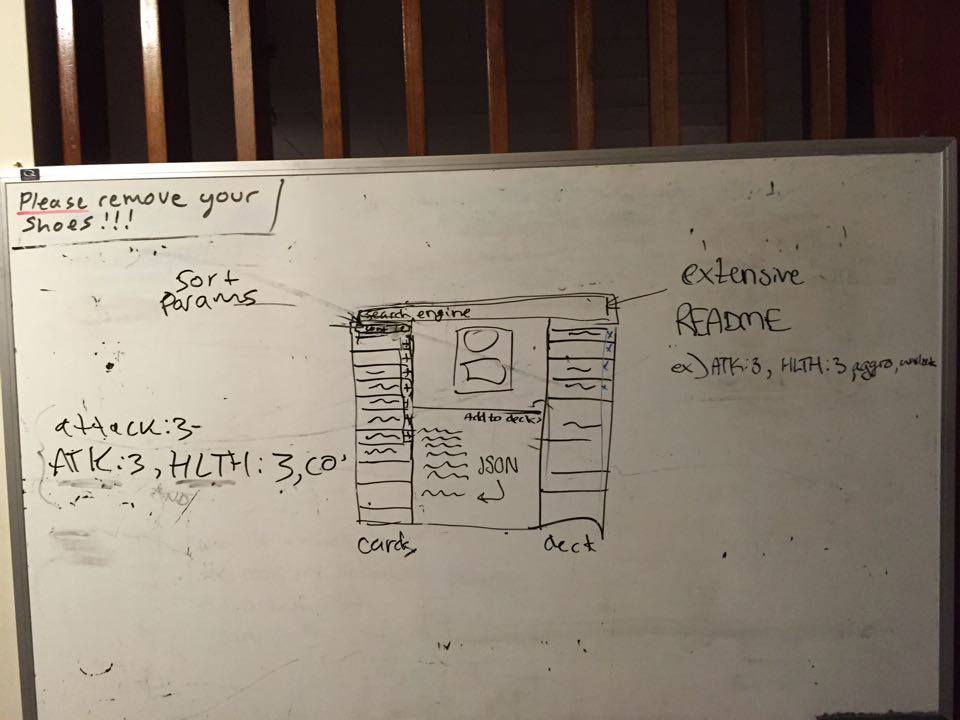 Please remove your
Shoes!!!
Sort
params
search engine
extensive
README
ex) ATK:3, HLTH:3, aggro, warlock
Add to deck>
attack:3-
ATK:3, HLTH:3, CO
AND
JSON
cards
deck